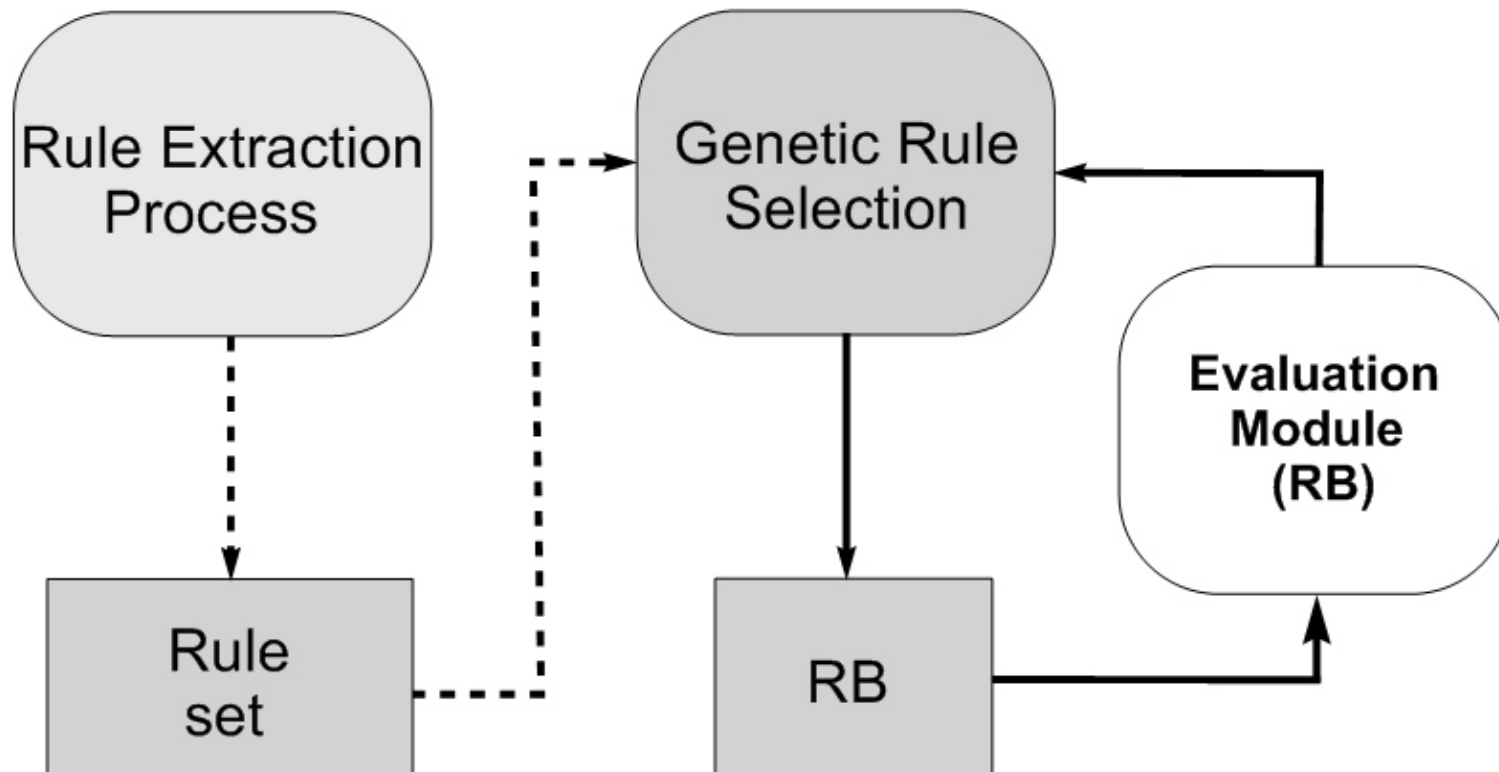 Rule Extraction
Process
Genetic Rule
Selection
Evaluation
Module
(RB)
Rule
set
RB